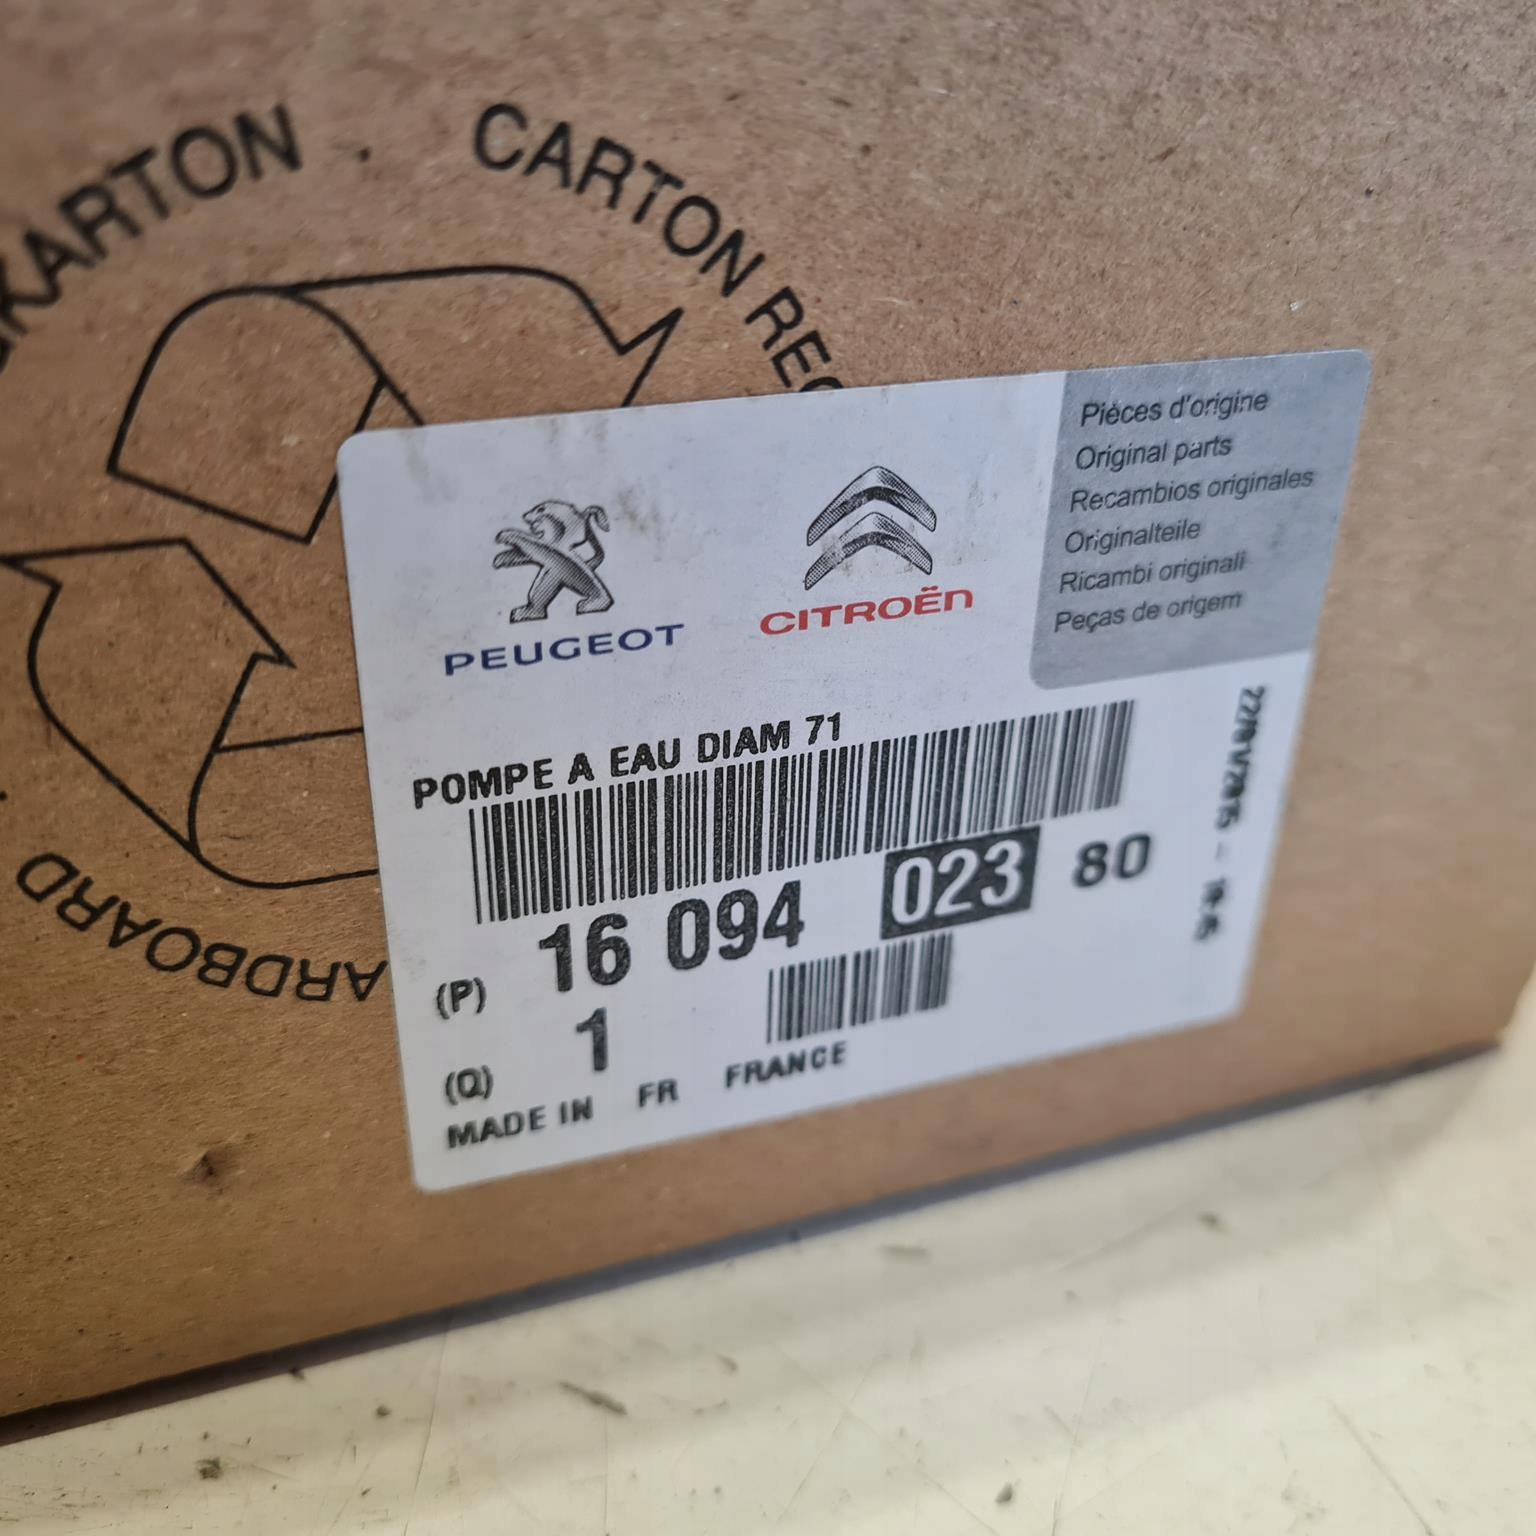 KARTON . CARTON REC
ARDBOARD
PEUGEOT
CITROËN
Pièces d'origine
Original parts
Recambios originales
Originalteile
Ricambi originali
Peças de origem
POMPE A EAU DIAM 71
(P) 16 094 023 80
(Q) 1
MADE IN FR FRANCE